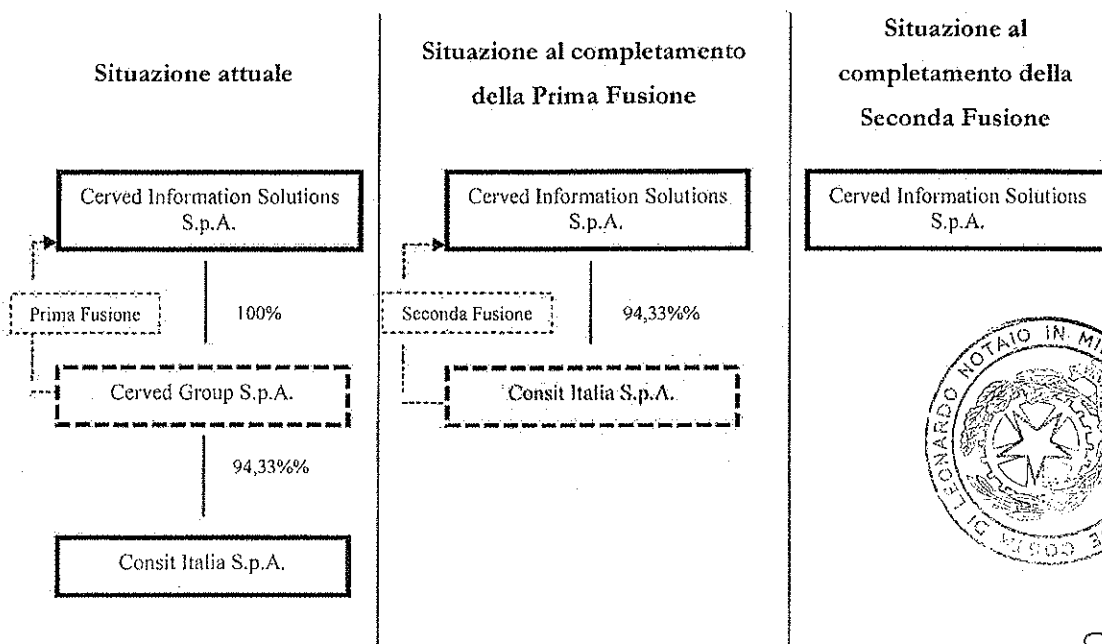 Situazione attuale
Cerved Information Solutions
S.p.A.
Prima Fusione
100%
Cerved Group S.p.A.
94,33%%
Consit Italia S.p.A.
Situazione al completamento
della Prima Fusione
Cerved Information Solutions
S.p.A.
Seconda Fusione
94,33%%
Consit Italia S.p.A.
Situazione al
completamento della
Seconda Fusione
Cerved Information Solutions
S.p.A.
DI LEONARDO NOTAIO IN